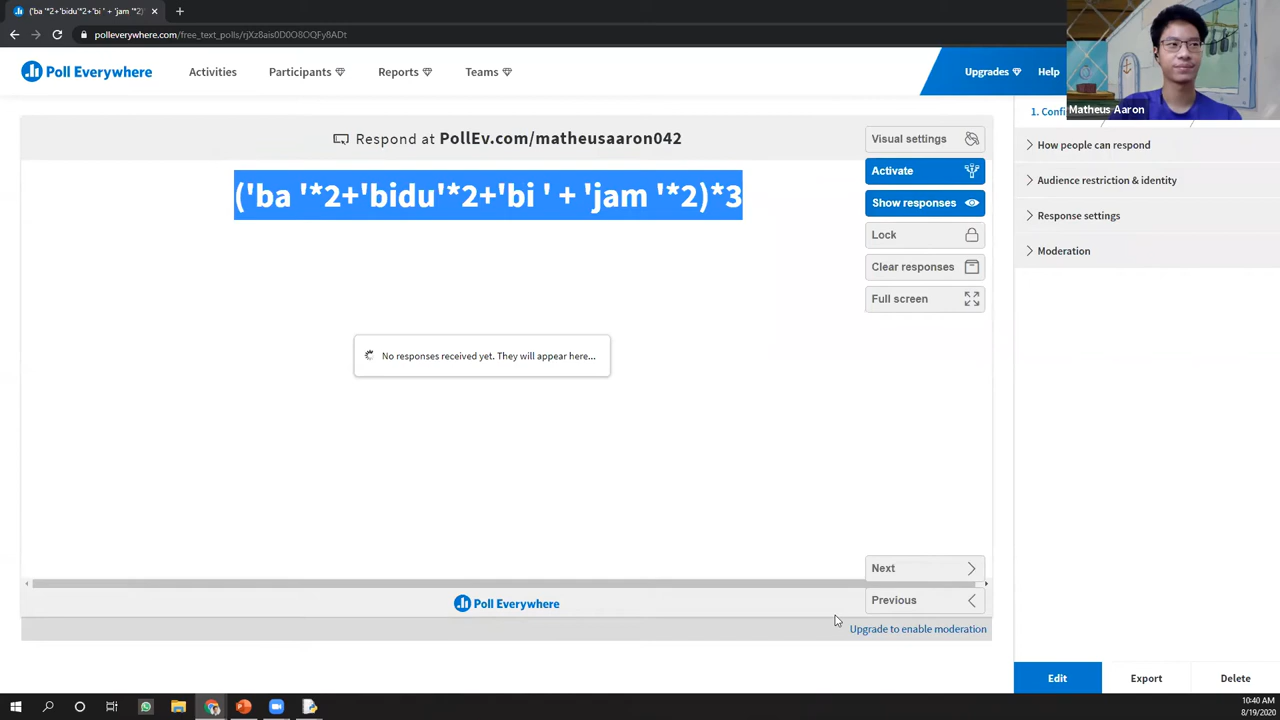 ('ba '*2+'bidu'*2+'bi ' + 'jam '*2)
polleverywhere.com/free_text_polls/rjXz8ais0D0O8OQFy8ADt
Poll Everywhere
Activities
Participants
Reports
Teams
Upgrades
Help
Matheus Aaron
1. Confi
Respond at PollEv.com/matheusaaron042
('ba '*2+'bidu'*2+'bi ' + 'jam '*2)*3
Visual settings
Activate
Show responses
Lock
Clear responses
Full screen
How people can respond
Audience restriction & identity
Response settings
Moderation
No responses received yet. They will appear here...
Next
Previous
Poll Everywhere
Upgrade to enable moderation
Edit
Export
Delete
10:40 AM
8/19/2020